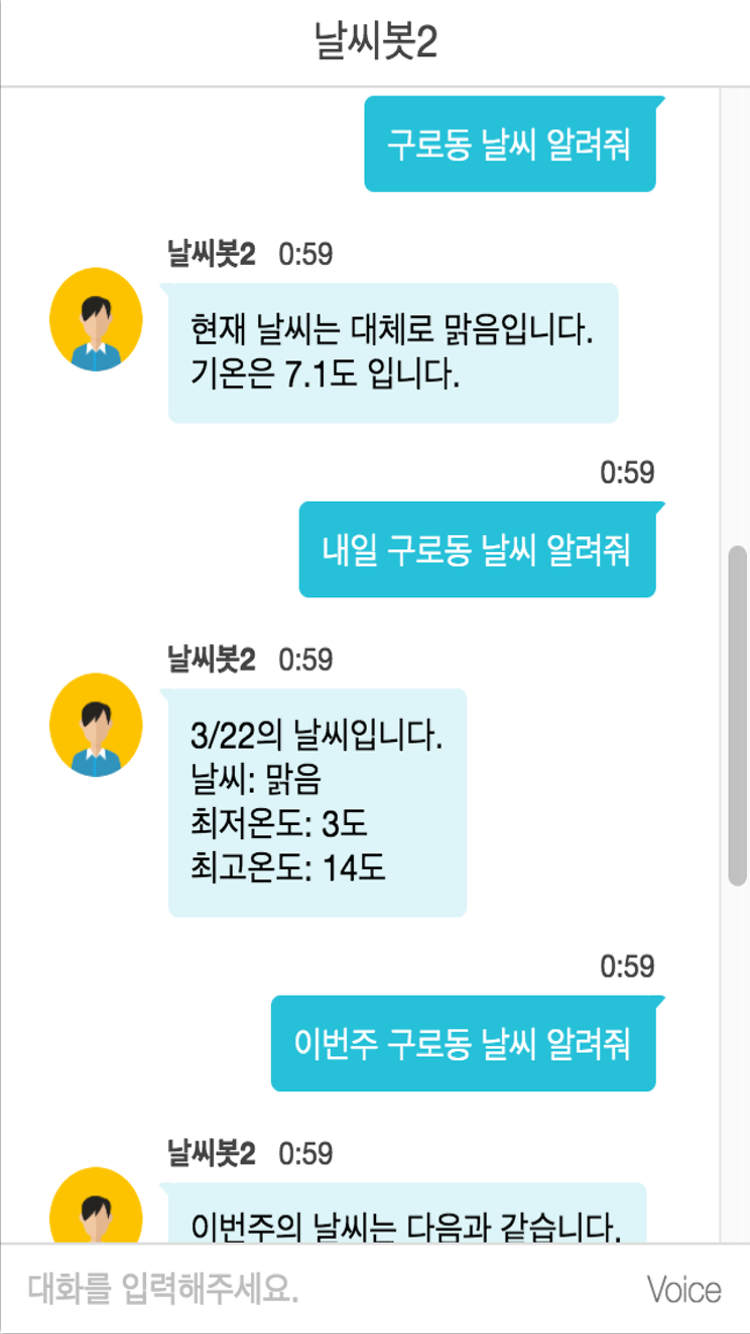 날씨봇2
구로동 날씨 알려줘
날씨봇2 0:59
현재 날씨는 대체로 맑음입니다.
기온은 7.1도 입니다.
0:59
내일 구로동 날씨 알려줘
날씨봇2 0:59
3/22의 날씨입니다.
날씨: 맑음
최저온도: 3도
최고온도: 14도
0:59
이번주 구로동 날씨 알려줘
날씨봇2 0:59
이번주의 날씨는 다음과 같습니다.
대화를 입력해주세요. Voice